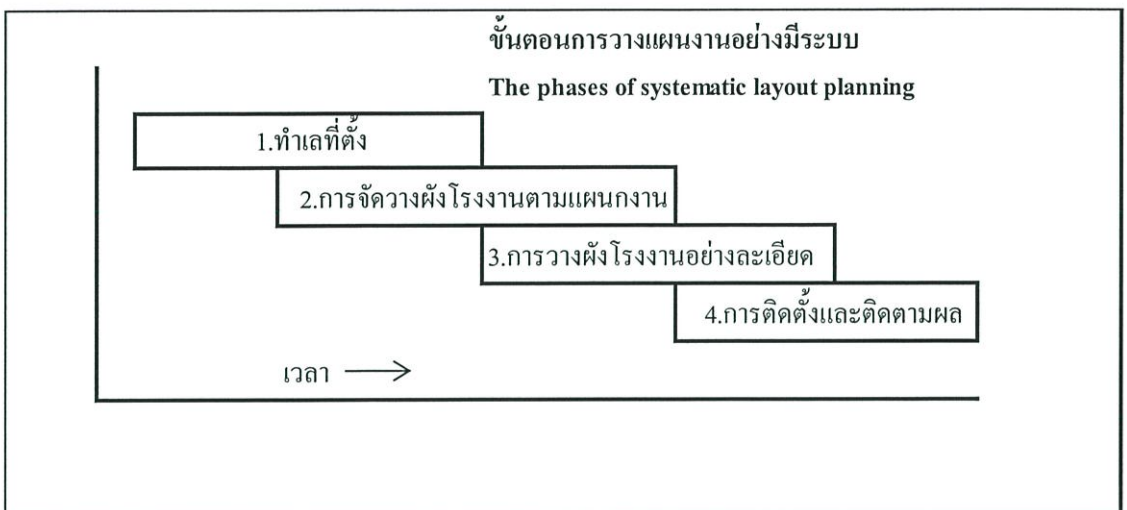 ขั้นตอนการวางแผนงานอย่างมีระบบ
The phases of systematic layout planning
1.ทำเลที่ตั้ง
2.การจัดวางผังโรงงานตามแผนกงาน
3.การวางผังโรงงานอย่างละเอียด
4.การติดตั้งและติดตามผล
เวลา